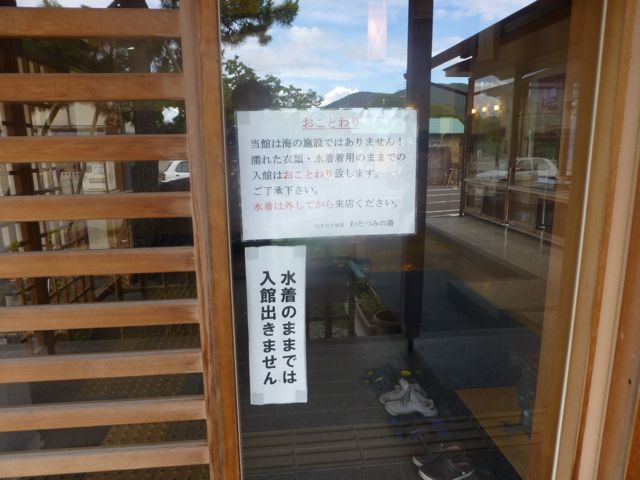 おことわり
当館は海の施設ではありません！
濡れた衣類・水着着用のままでの
入館はおことわり致します。
ご了承下さい。
水着は外してから来店ください。
わたつみの湯
水着のままでは
入館出きません